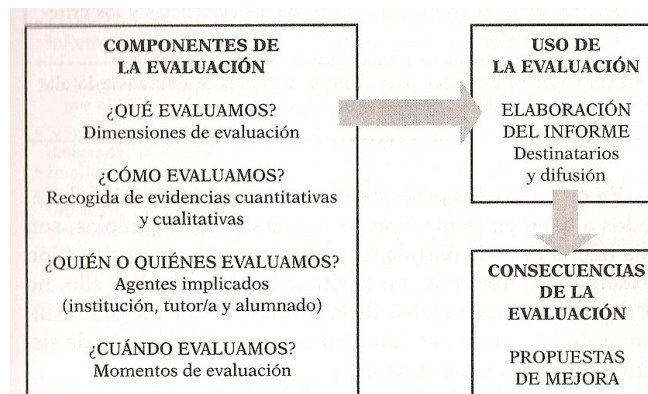 COMPONENTES DE
LA EVALUACIÓN
¿QUÉ EVALUAMOS?
Dimensiones de evaluación
¿CÓMO EVALUAMOS?
Recogida de evidencias cuantitativas
y cualitativas
¿QUIÉN O QUIÉNES EVALUAMOS?
Agentes implicados
(institución, tutor/a y alumnado)
¿CUÁNDO EVALUAMOS?
Momentos de evaluación
USO DE
LA EVALUACIÓN
ELABORACIÓN
DEL INFORME
Destinatarios
y difusión
CONSECUENCIAS
DE LA
EVALUACIÓN
PROPUESTAS
DE MEJORA